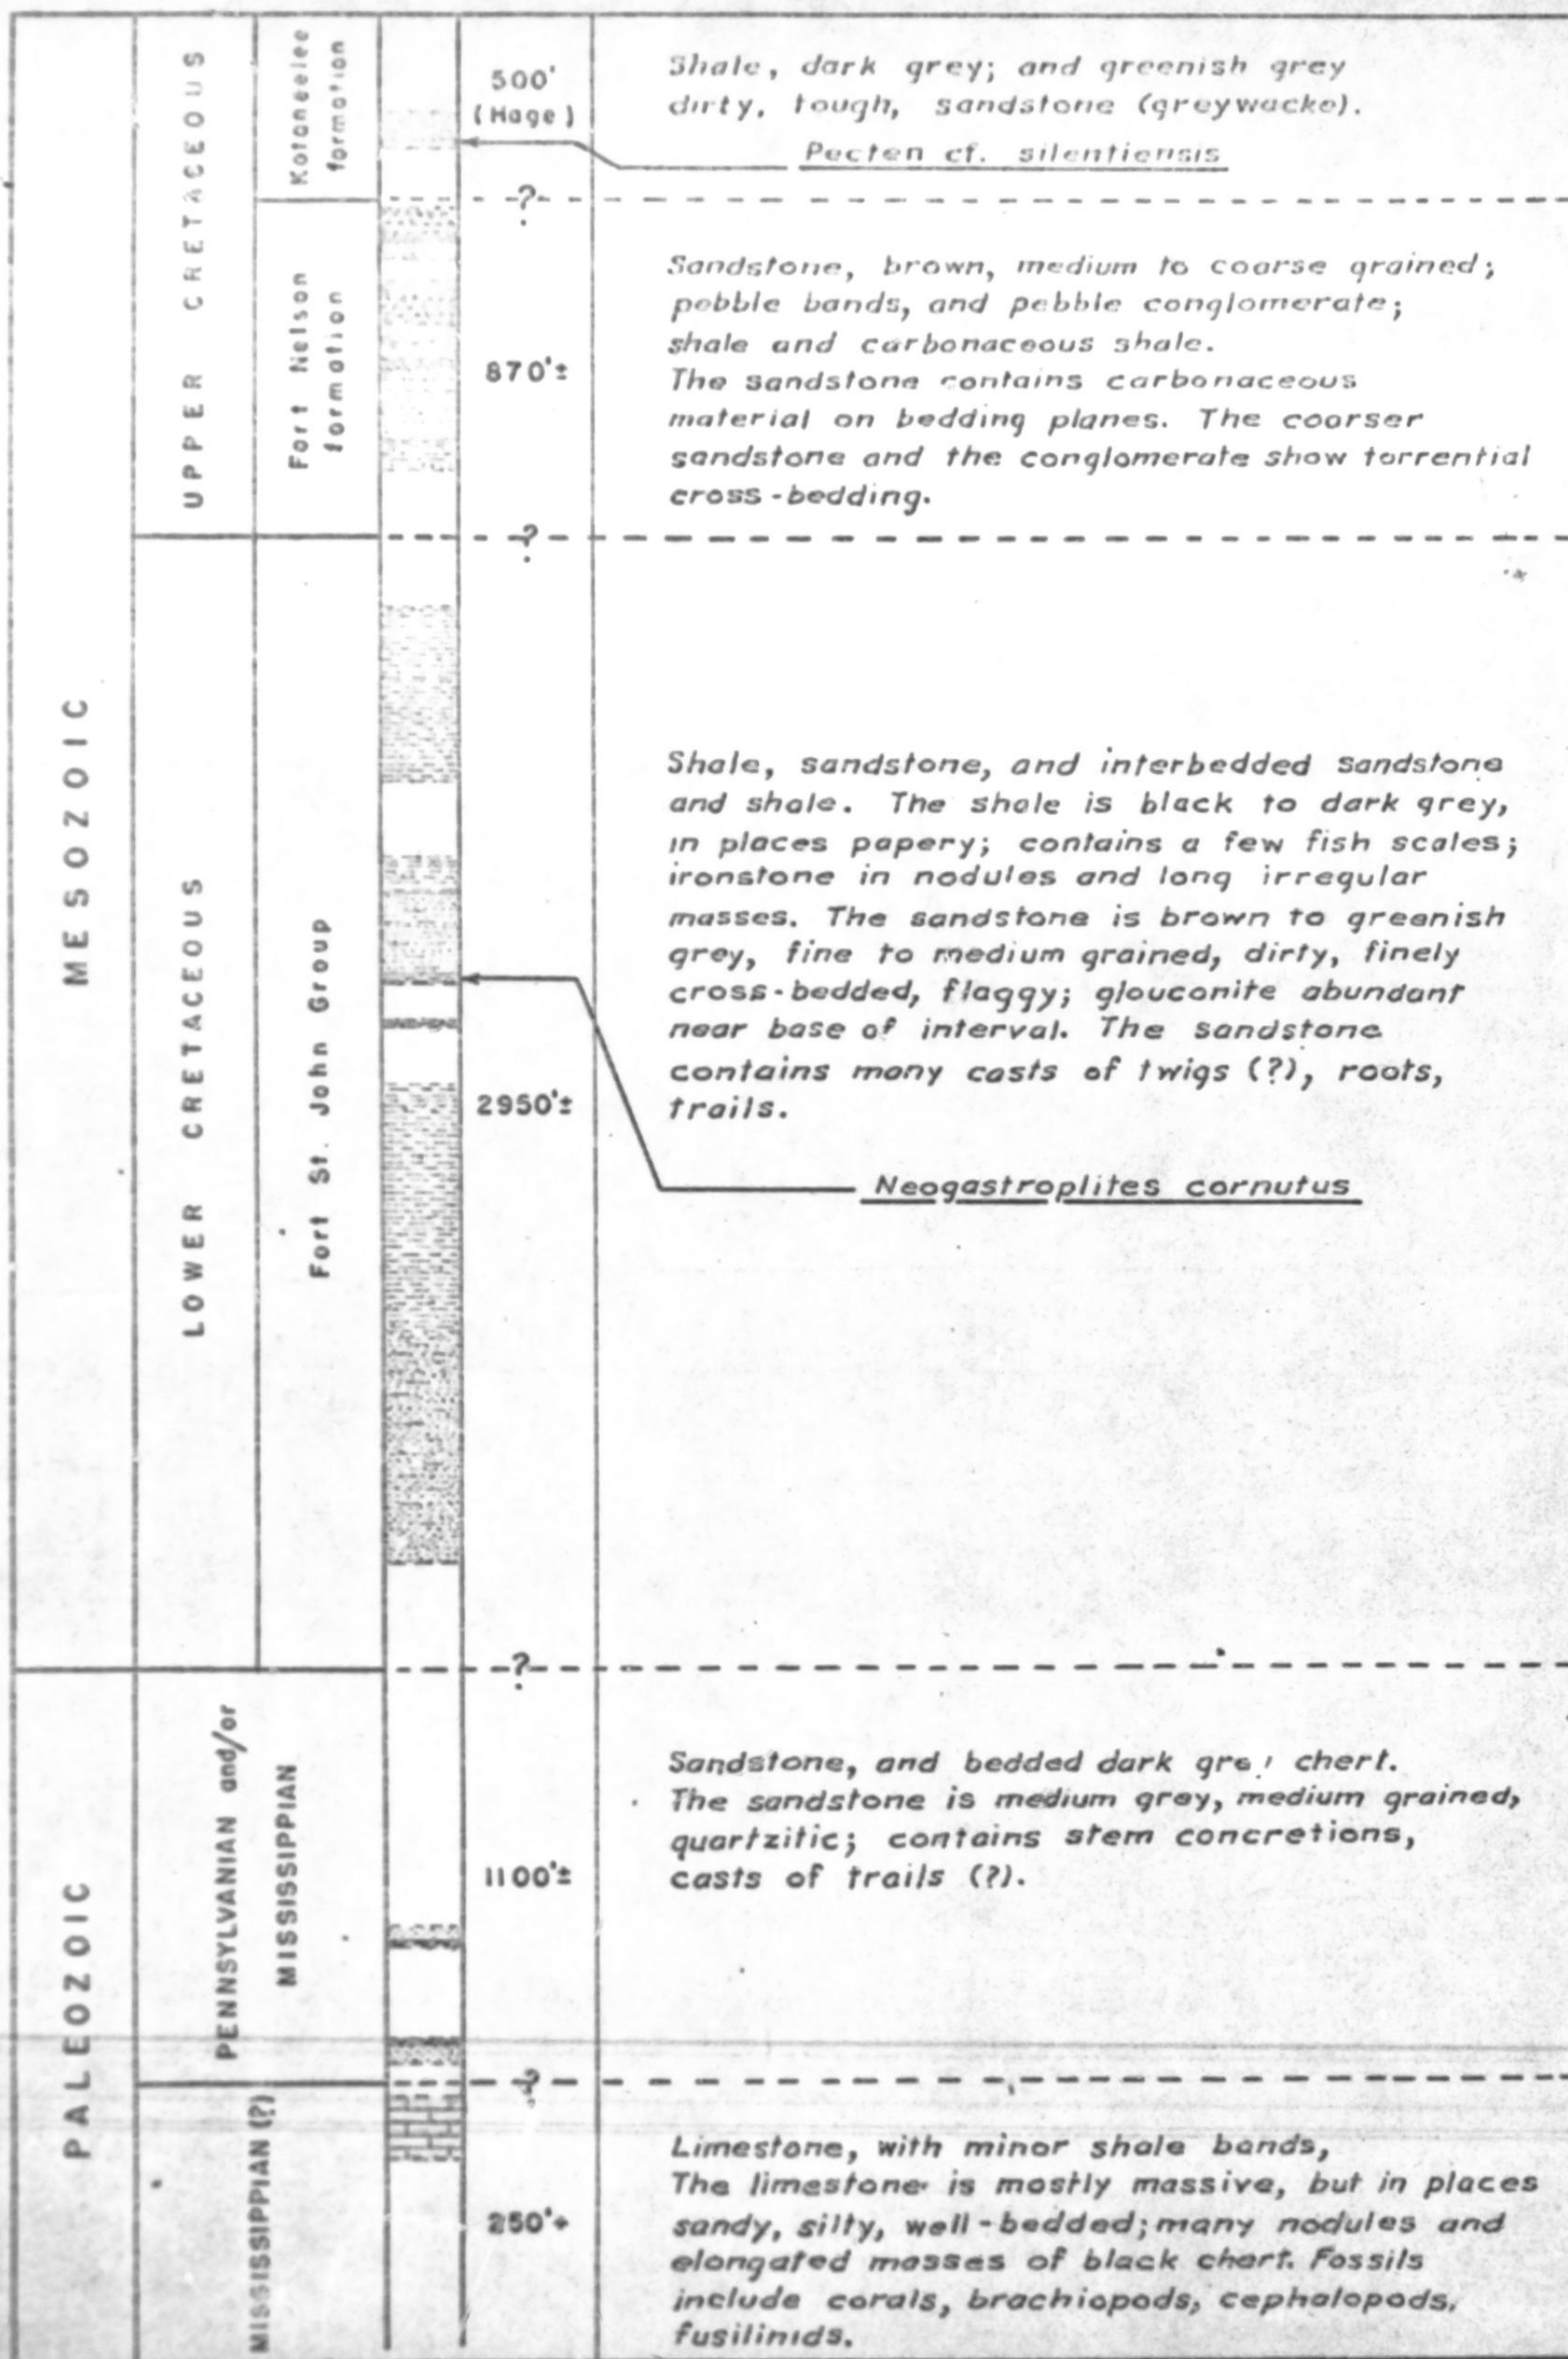 MESOZOIC
UPPER CRETACEOUS
Kotaneelee
formation
500'
(Hage)
Shale, dark grey; and greenish grey
dirty, tough, sandstone (greywacke).
Pecten cf. silentiensis
?
Fort Nelson
formation
870'±
Sandstone, brown, medium to coarse grained;
pebble bands, and pebble conglomerate;
shale and carbonaceous shale.
The sandstone contains carbonaceous
material on bedding planes. The coarser
sandstone and the conglomerate show torrential
cross-bedding.
?
LOWER CRETACEOUS
Fort St. John Group
2950'±
Shale, sandstone, and interbedded sandstone
and shale. The shale is black to dark grey,
in places papery; contains a few fish scales;
ironstone in nodules and long irregular
masses. The sandstone is brown to greenish
grey, fine to medium grained, dirty, finely
cross-bedded, flaggy; glouconite abundant
near base of interval. The sandstone
contains many casts of twigs (?), roots,
trails.
Neogastroplites cornutus
?
PALEOZOIC
PENNSYLVANIAN and/or
MISSISSIPPIAN
1100'±
Sandstone, and bedded dark grey chert.
The sandstone is medium grey, medium grained,
quartzitic; contains stem concretions,
casts of trails (?).
?
MISSISSIPPIAN (?)
250'+
Limestone, with minor shale bands,
The limestone is mostly massive, but in places
sandy, silty, well-bedded; many nodules and
elongated masses of black chert. Fossils
include corals, brachiopods, cephalopods,
fusilinids.